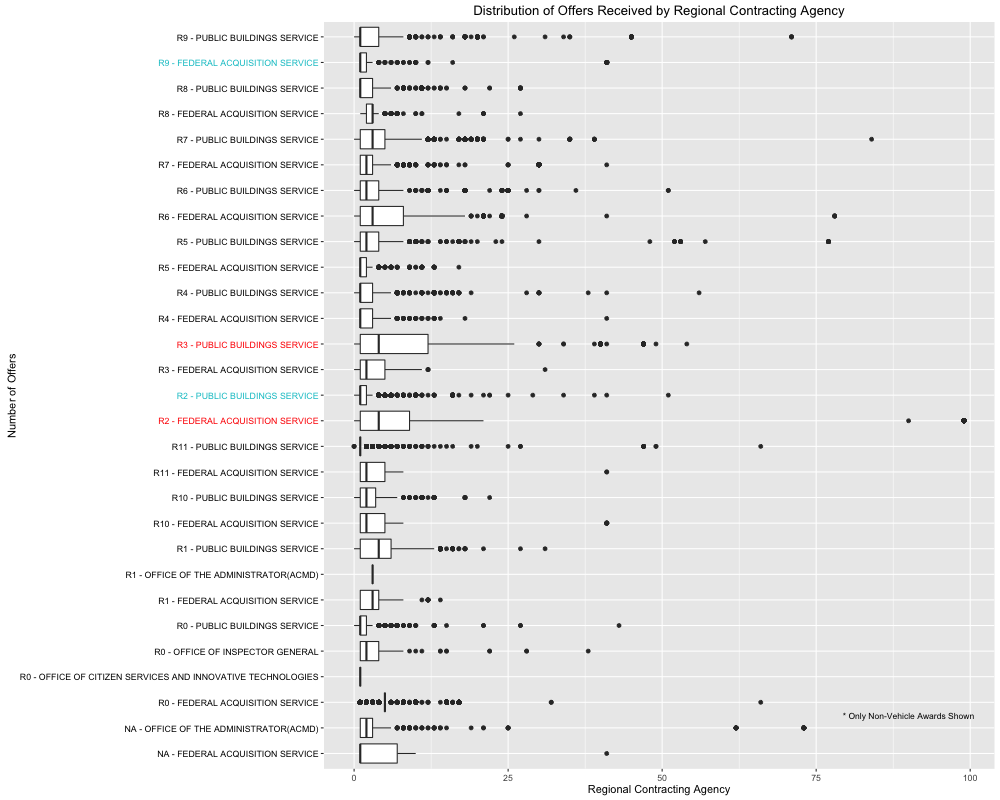 Distribution of Offers Received by Regional Contracting Agency
R9 - PUBLIC BUILDINGS SERVICE
R9 - FEDERAL ACQUISITION SERVICE
R8 - PUBLIC BUILDINGS SERVICE
R8 - FEDERAL ACQUISITION SERVICE
R7 - PUBLIC BUILDINGS SERVICE
R7 - FEDERAL ACQUISITION SERVICE
R6 - PUBLIC BUILDINGS SERVICE
R6 - FEDERAL ACQUISITION SERVICE
R5 - PUBLIC BUILDINGS SERVICE
R5 - FEDERAL ACQUISITION SERVICE
R4 - PUBLIC BUILDINGS SERVICE
R4 - FEDERAL ACQUISITION SERVICE
R3 - PUBLIC BUILDINGS SERVICE
R3 - FEDERAL ACQUISITION SERVICE
R2 - PUBLIC BUILDINGS SERVICE
R2 - FEDERAL ACQUISITION SERVICE
R11 - PUBLIC BUILDINGS SERVICE
R11 - FEDERAL ACQUISITION SERVICE
R10 - PUBLIC BUILDINGS SERVICE
R10 - FEDERAL ACQUISITION SERVICE
R1 - PUBLIC BUILDINGS SERVICE
R1 - OFFICE OF THE ADMINISTRATOR(ACMD)
R1 - FEDERAL ACQUISITION SERVICE
R0 - PUBLIC BUILDINGS SERVICE
R0 - OFFICE OF INSPECTOR GENERAL
R0 - OFFICE OF CITIZEN SERVICES AND INNOVATIVE TECHNOLOGIES
R0 - FEDERAL ACQUISITION SERVICE
NA - OFFICE OF THE ADMINISTRATOR(ACMD)
NA - FEDERAL ACQUISITION SERVICE
Number of Offers
* Only Non-Vehicle Awards Shown
0 25 50 75 100
Regional Contracting Agency